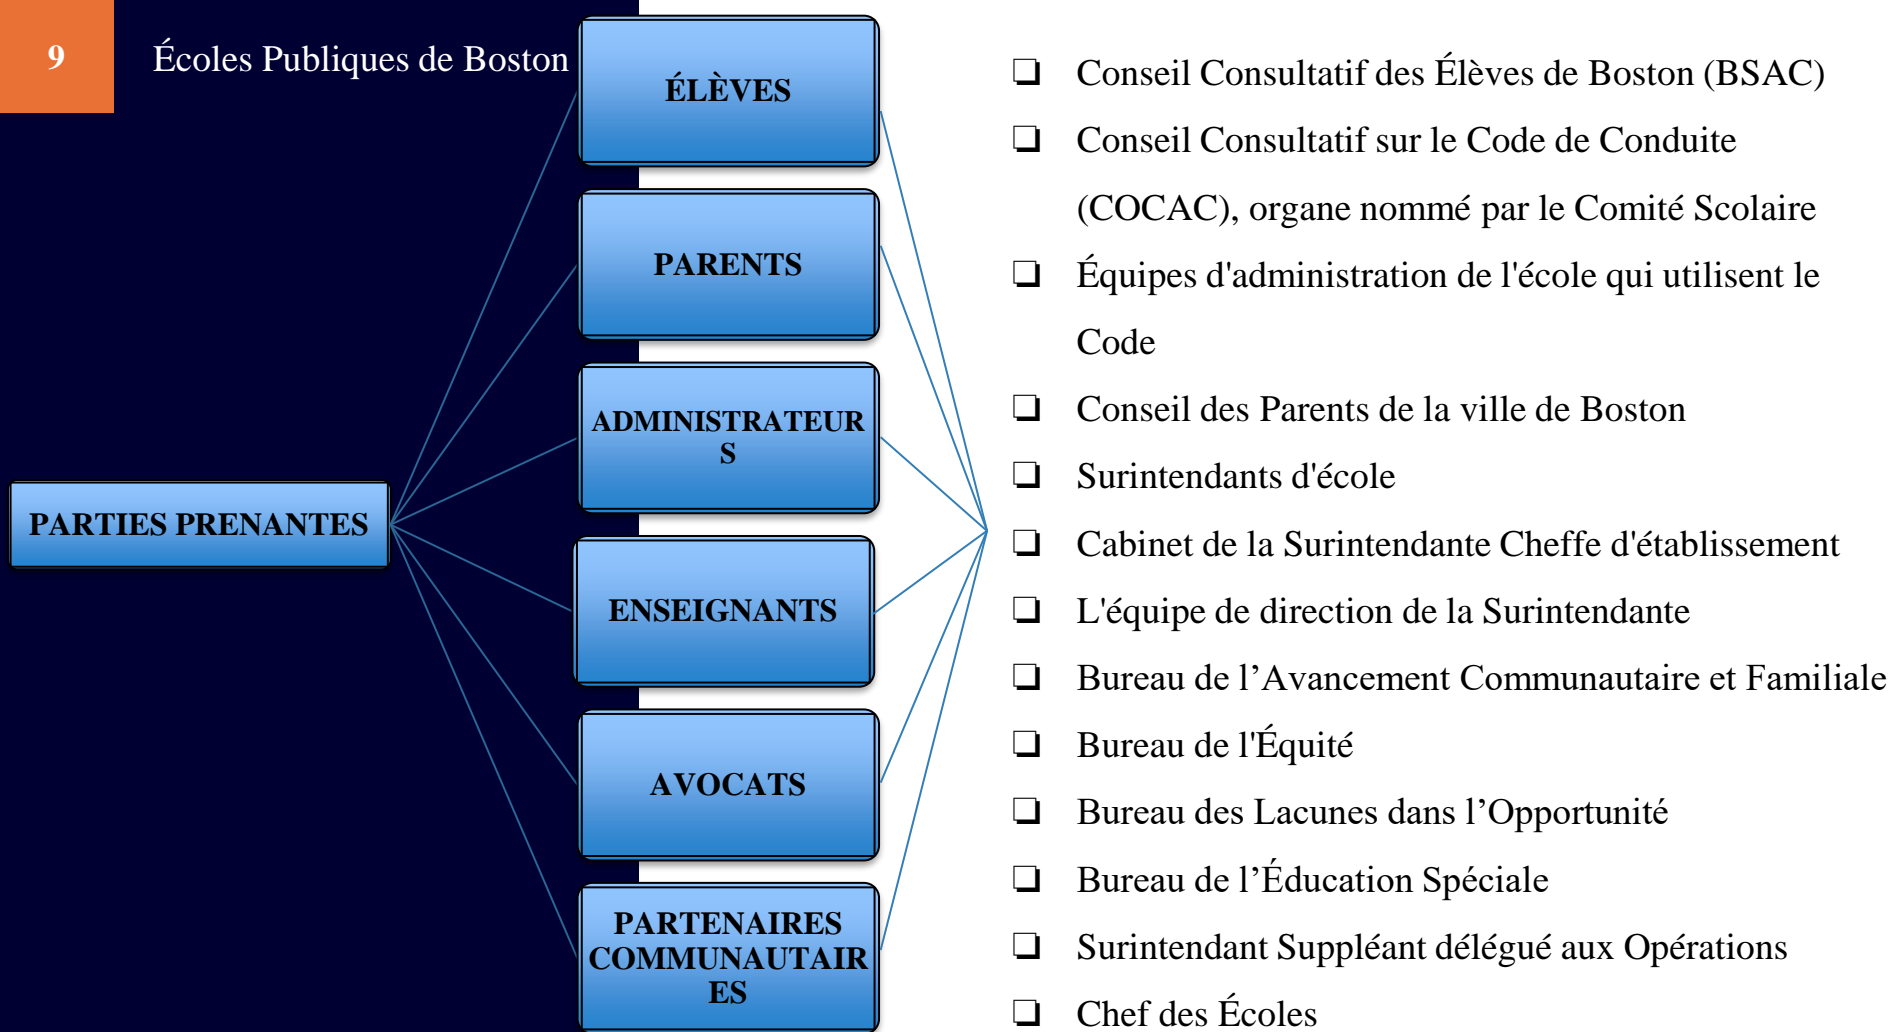 9
Écoles Publiques de Boston
PARTIES PRENANTES
ÉLÈVES
PARENTS
ADMINISTRATEUR
S
ENSEIGNANTS
AVOCATS
PARTENAIRES
COMMUNAUTAIR
ES
❏ Conseil Consultatif des Élèves de Boston (BSAC)
❏ Conseil Consultatif sur le Code de Conduite
(COCAC), organe nommé par le Comité Scolaire
❏ Équipes d'administration de l'école qui utilisent le
Code
❏ Conseil des Parents de la ville de Boston
❏ Surintendants d'école
❏ Cabinet de la Surintendante Cheffe d'établissement
❏ L'équipe de direction de la Surintendante
❏ Bureau de l’Avancement Communautaire et Familiale
❏ Bureau de l'Équité
❏ Bureau des Lacunes dans l’Opportunité
❏ Bureau de l’Éducation Spéciale
❏ Surintendant Suppléant délégué aux Opérations
❏ Chef des Écoles